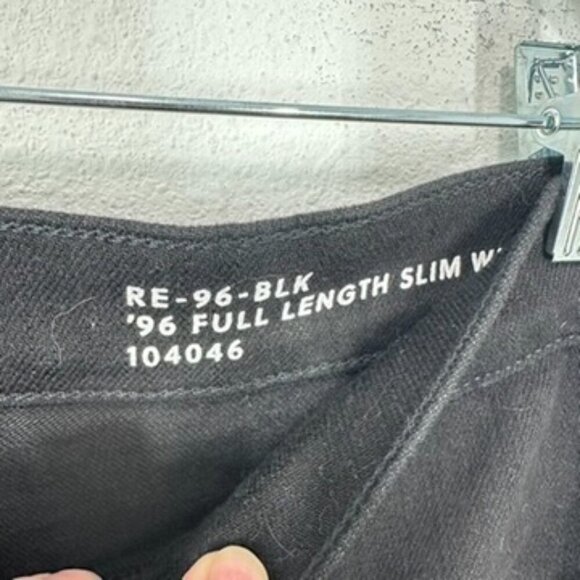 RE-96-BLK
'96 FULL LENGTH SLIM
104046